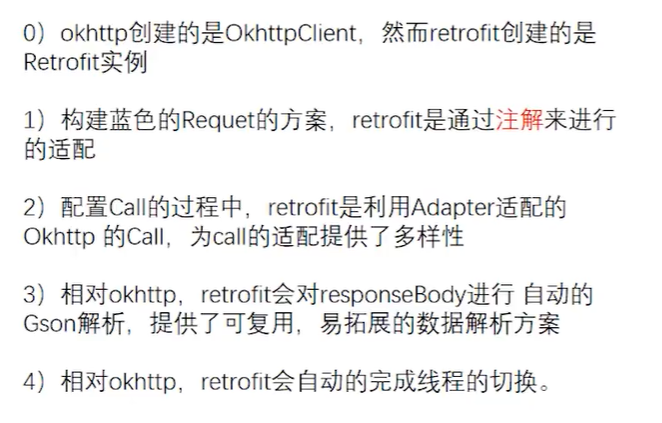 0）okhttp创建的是OkhttpClient，然而retrofit创建的是
Retrofit实例
1）构建蓝色的Requet的方案，retrofit是通过注解来进行
的适配
2）配置Call的过程中，retrofit是利用Adapter适配的
Okhttp 的Call，为call的适配提供了多样性
3）相对okhttp，retrofit会对responseBody进行 自动的
Gson解析，提供了可复用，易拓展的数据解析方案
4）相对okhttp，retrofit会自动的完成线程的切换。